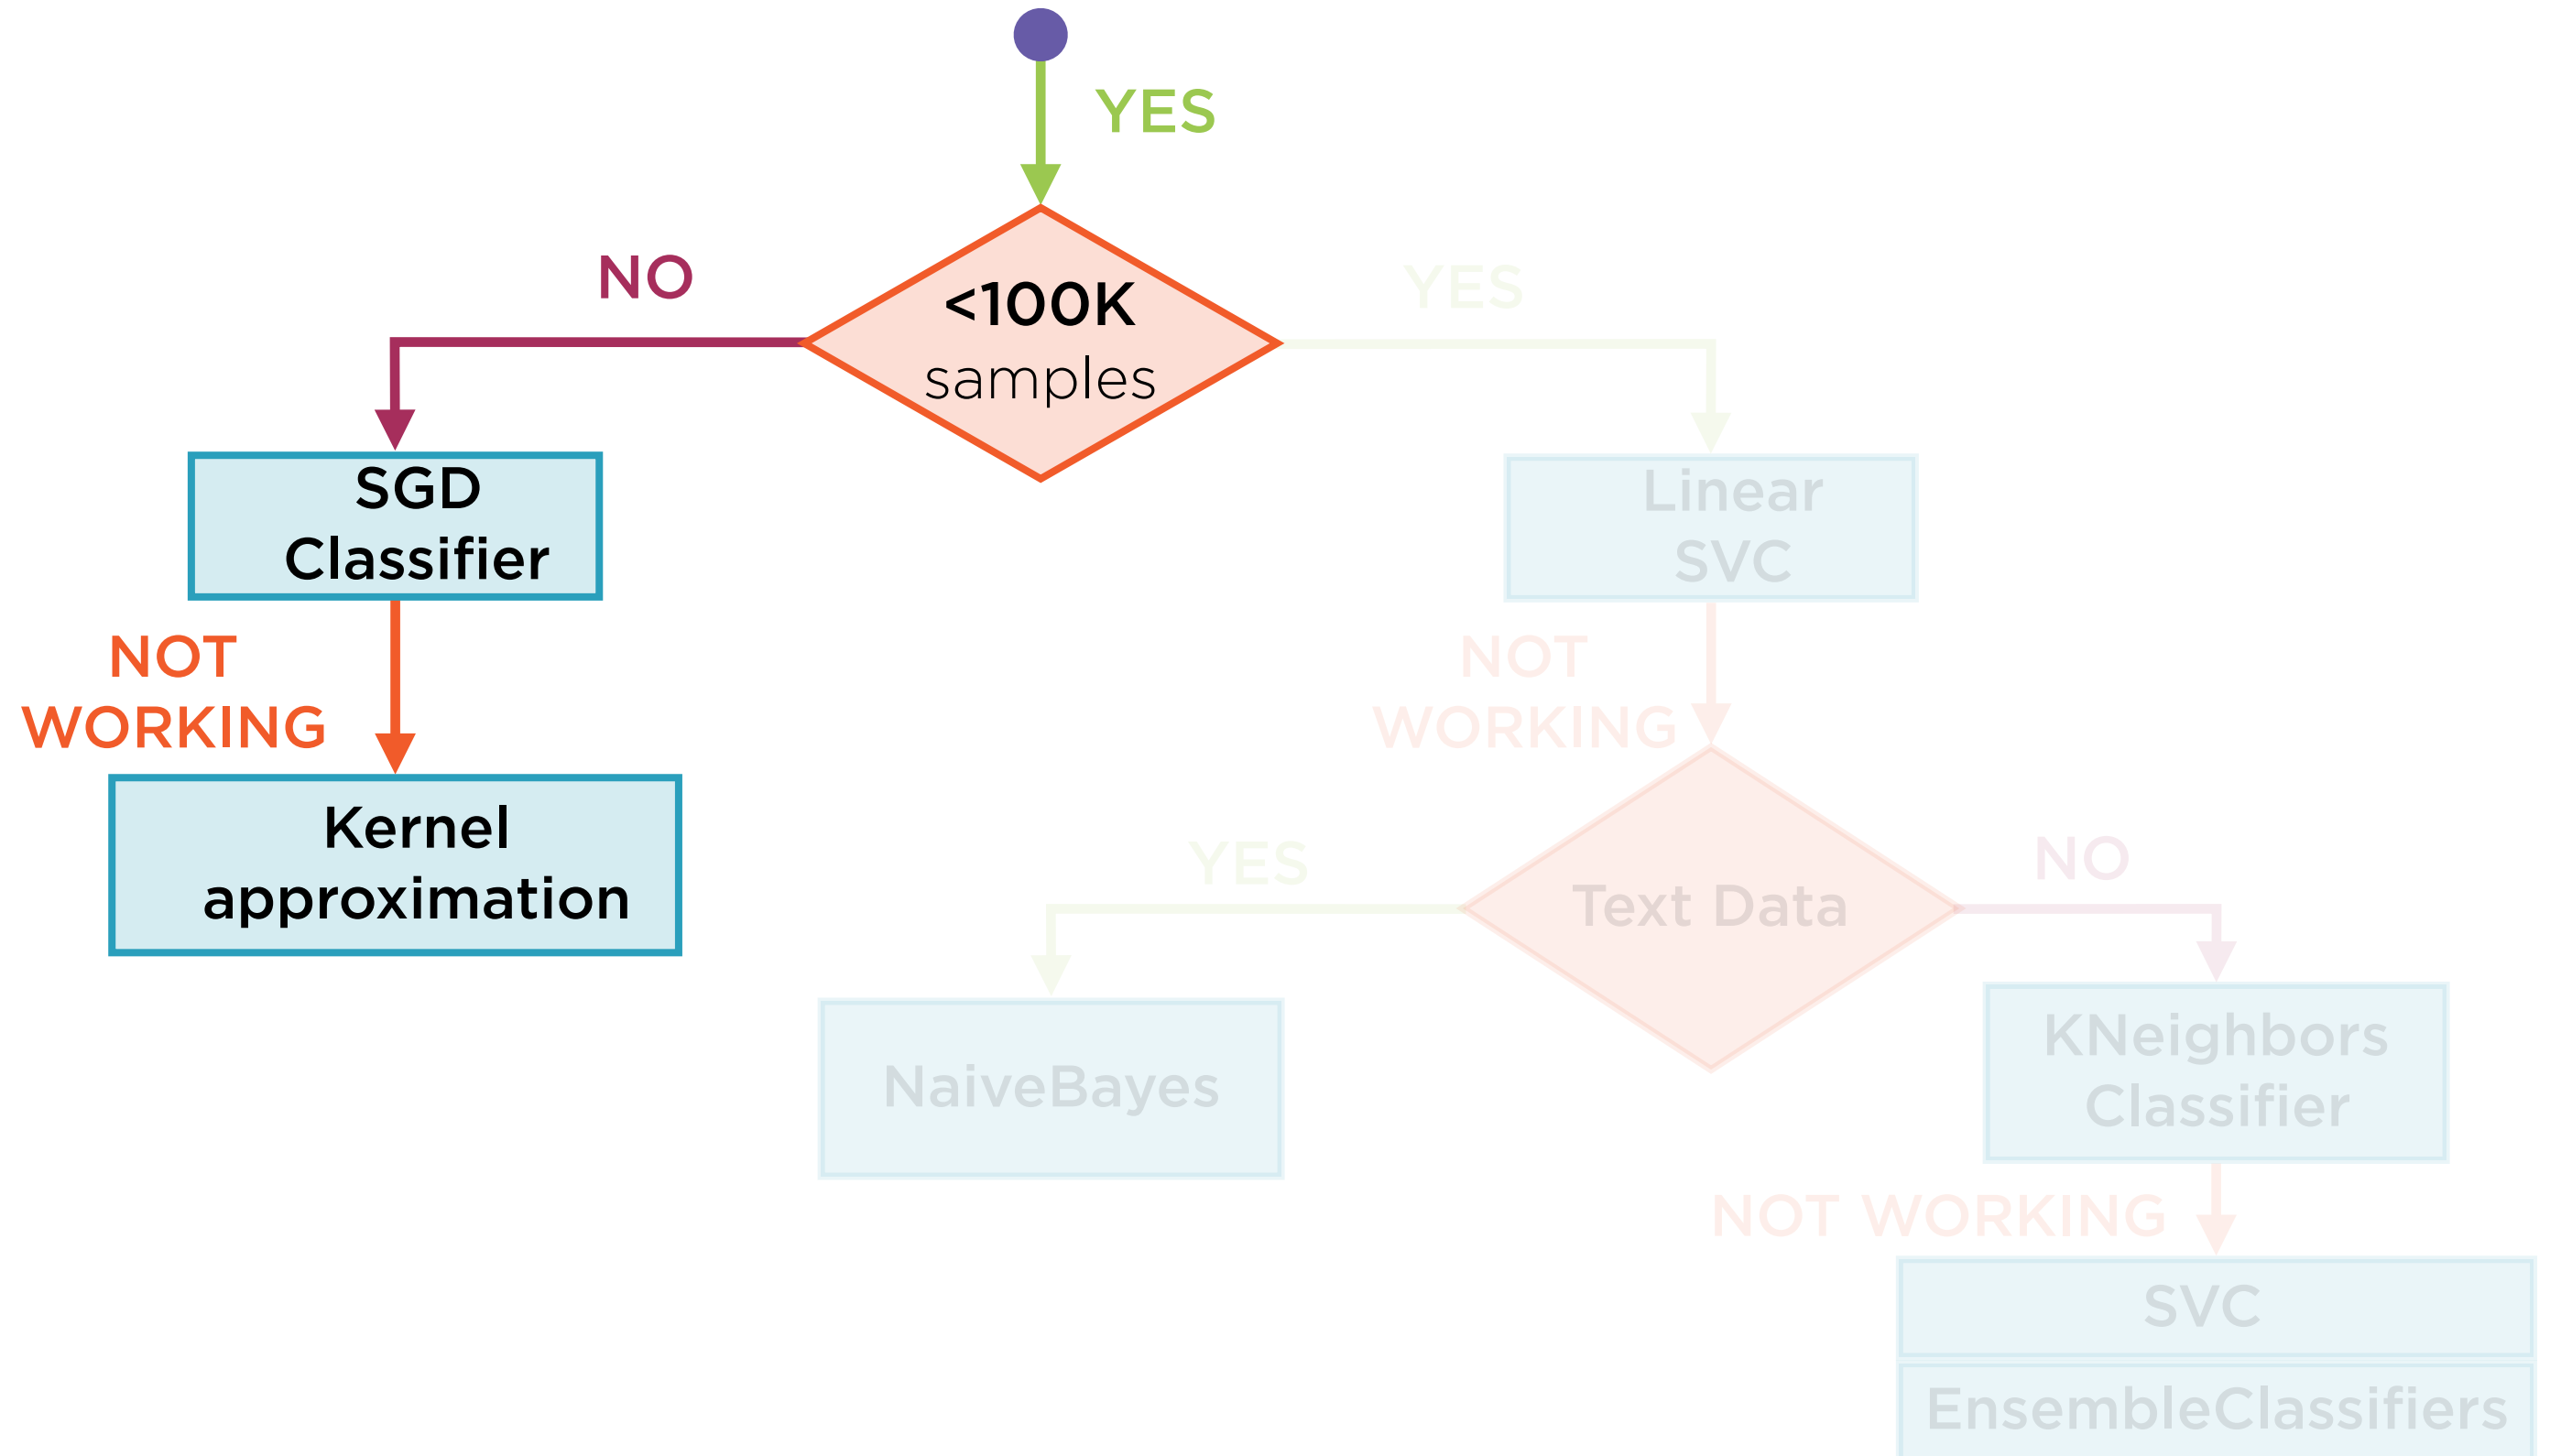 YES
NO
<100K
samples
YES
SGD
Classifier
Linear
SVC
NOT
WORKING
NOT
WORKING
Kernel
approximation
YES
Text Data
NO
NaiveBayes
KNeighbors
Classifier
NOT WORKING
SVC
EnsembleClassifiers